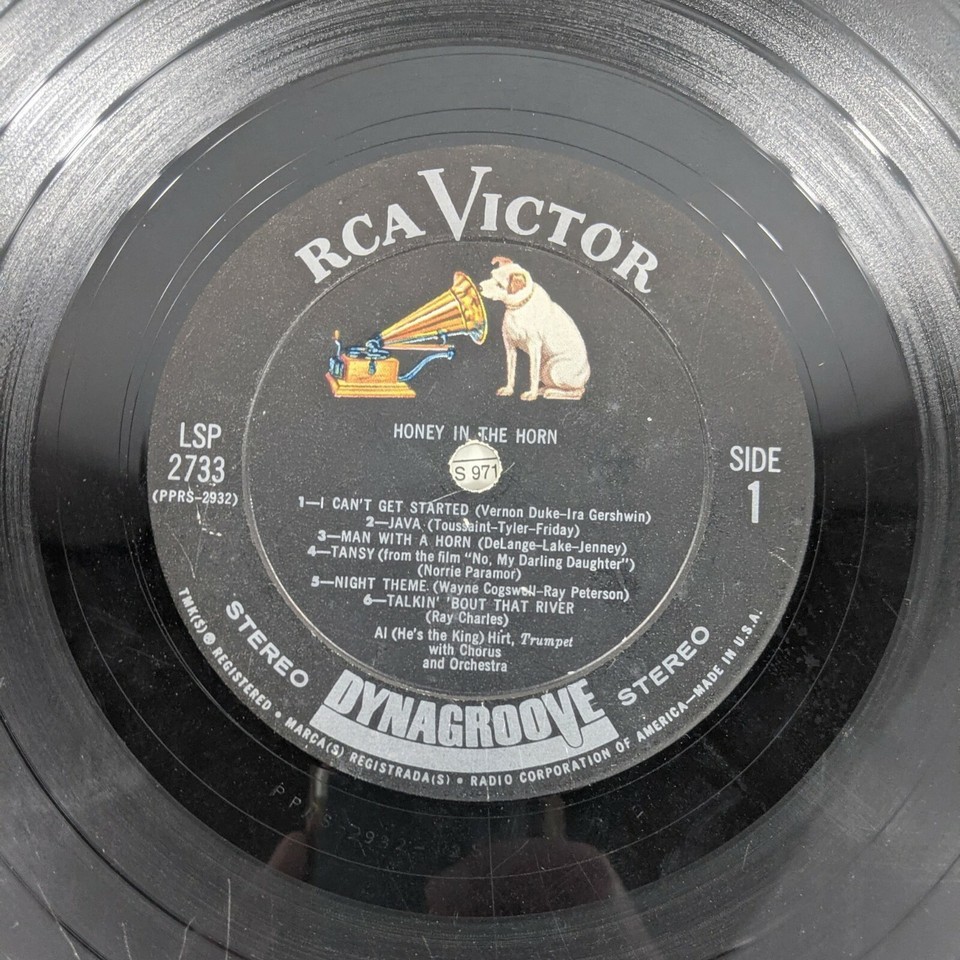 RCA VICTOR
HONEY IN THE HORN
LSP
2733
(PPRS-2932)
S 971
SIDE
1
1—I CAN'T GET STARTED (Vernon Duke-Ira Gershwin)
2—JAVA (Toussaint-Tyler-Friday)
3—MAN WITH A HORN (DeLange-Lake-Jenney)
4—TANSY (from the film "No, My Darling Daughter")
(Norrie Paramor)
5—NIGHT THEME (Wayne Cogswell-Ray Peterson)
6—TALKIN' 'BOUT THAT RIVER
(Ray Charles)
Al (He's the King) Hirt, Trumpet
with Chorus
and Orchestra
STEREO
DYNAGROOVE
STEREO
TMK(S) ® REGISTERED • MARCA(S) REGISTRADA(S) • RADIO CORPORATION OF AMERICA—MADE IN U.S.A.